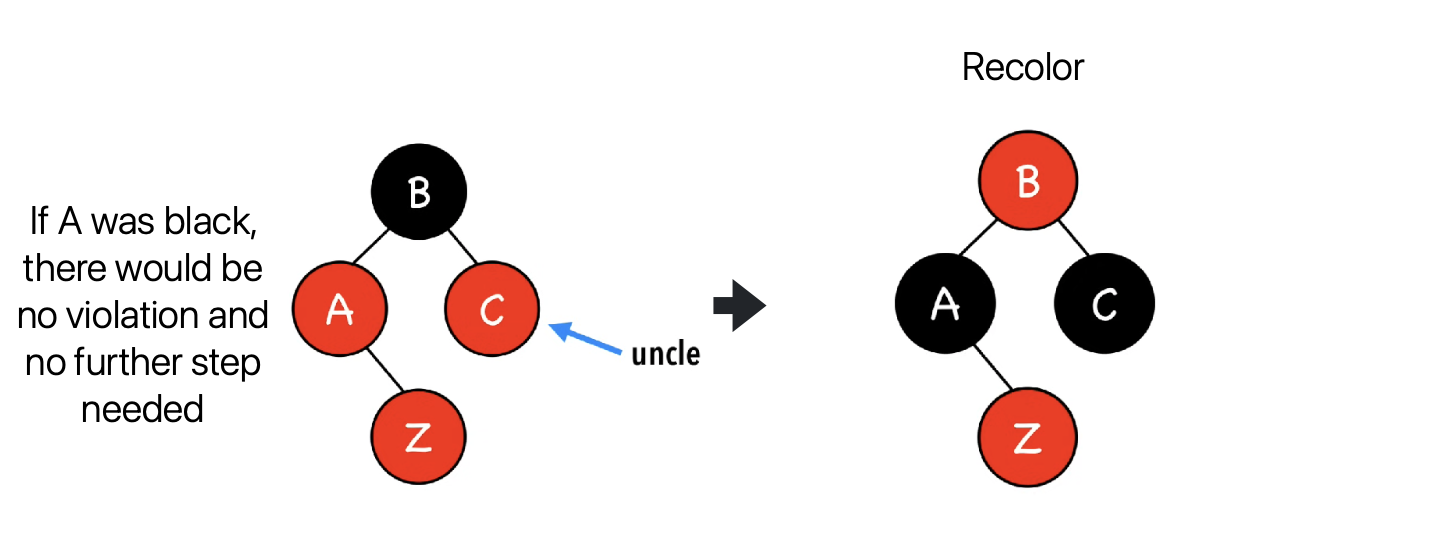 Recolor
If A was black,
there would be
no violation and
no further step
needed
B
A
C
Z
uncle
B
A
C
Z